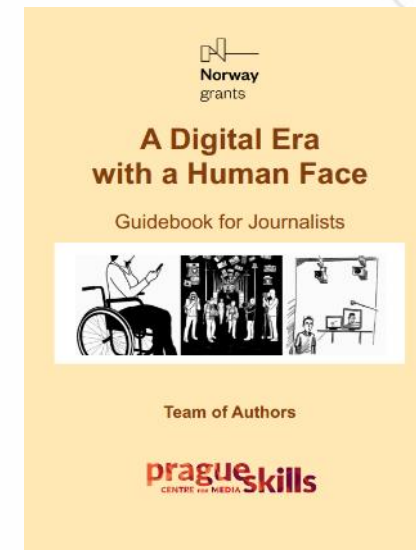 Norway
grants
A Digital Era
with a Human Face
Guidebook for Journalists
Team of Authors
prague skills
CENTRE FOR MEDIA